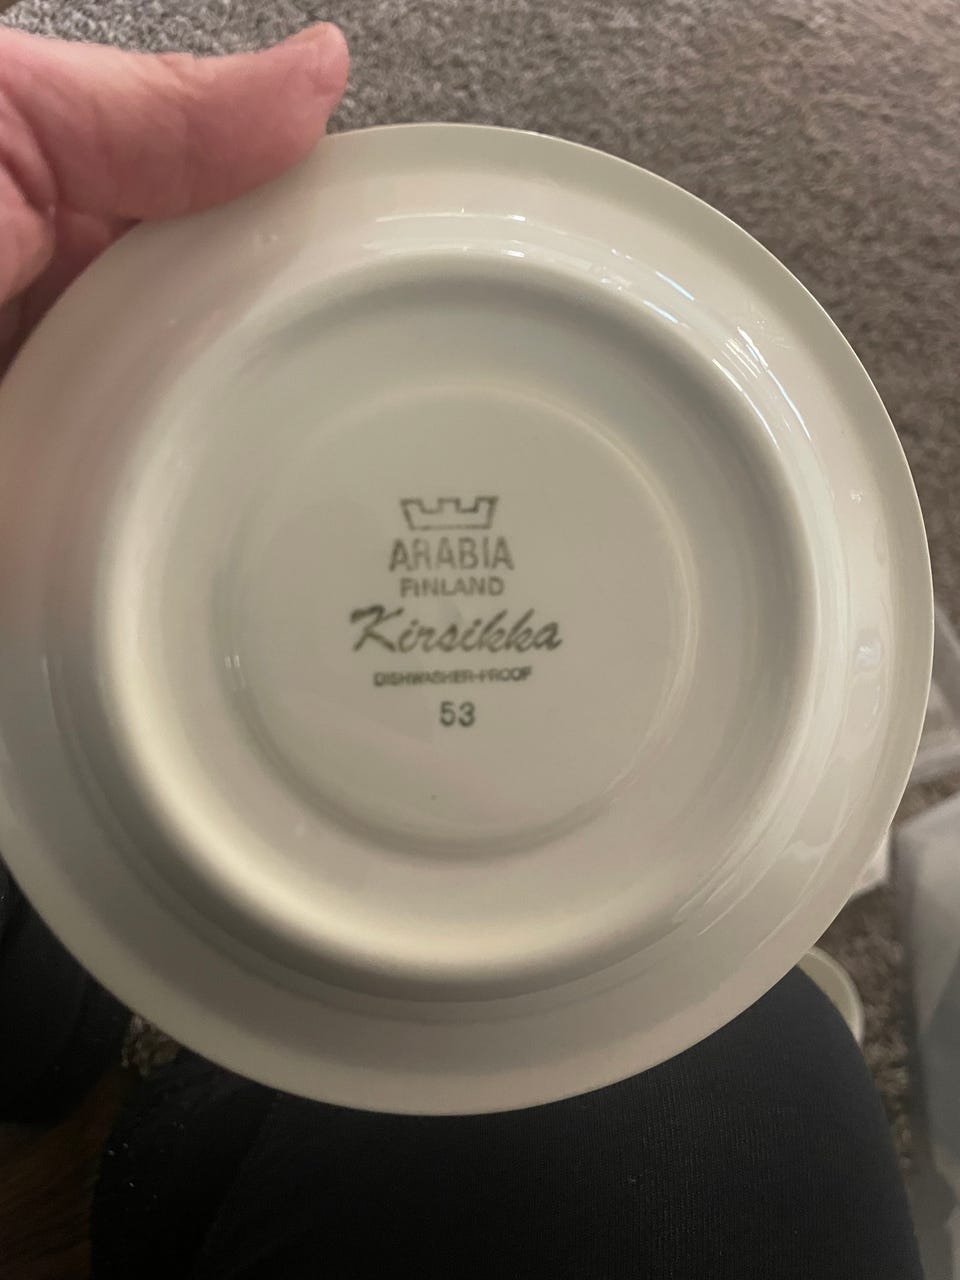 ARABIA
FINLAND
Kirsikka
DISHWASHER-PROOF
53